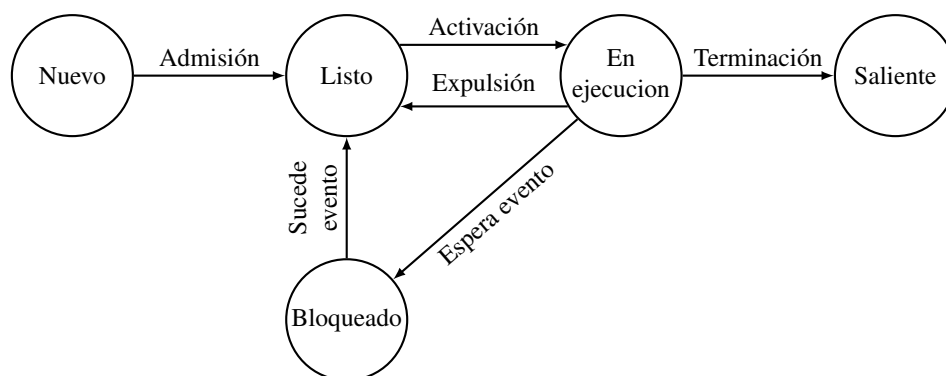 Nuevo
Admisión
Listo
Activación
Expulsión
En
ejecucion
Terminación
Saliente
Sucede
evento
Espera evento
Bloqueado